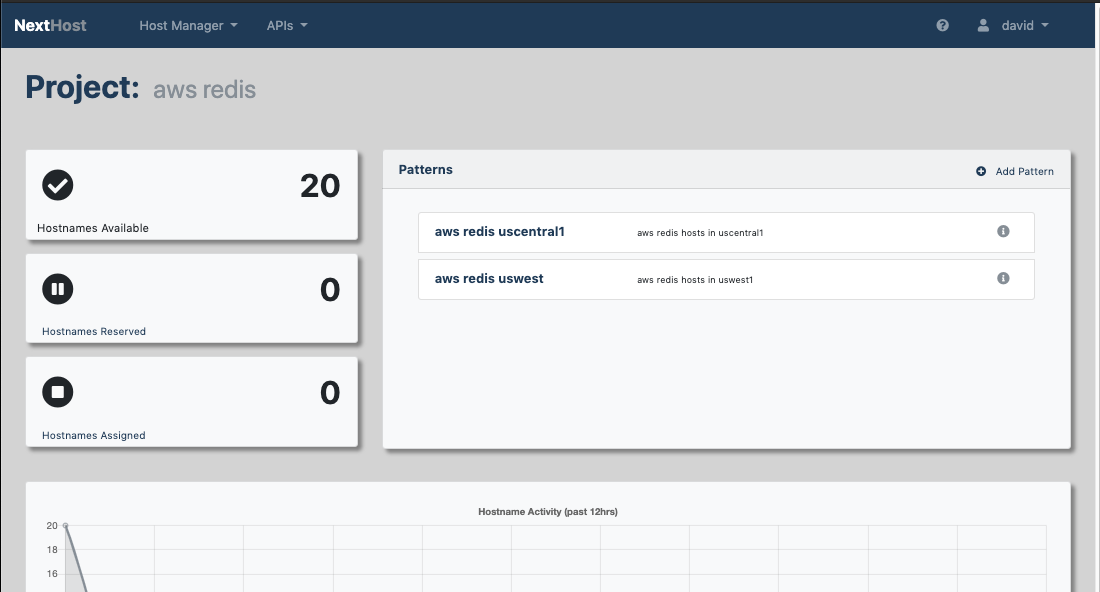 NextHost Host Manager APIs david
Project: aws redis
20
Hostnames Available
0
Hostnames Reserved
0
Hostnames Assigned
Patterns Add Pattern
aws redis uscentral1 aws redis hosts in uscentral1
aws redis uswest aws redis hosts in uswest1
Hostname Activity (past 12hrs)
20
18
16